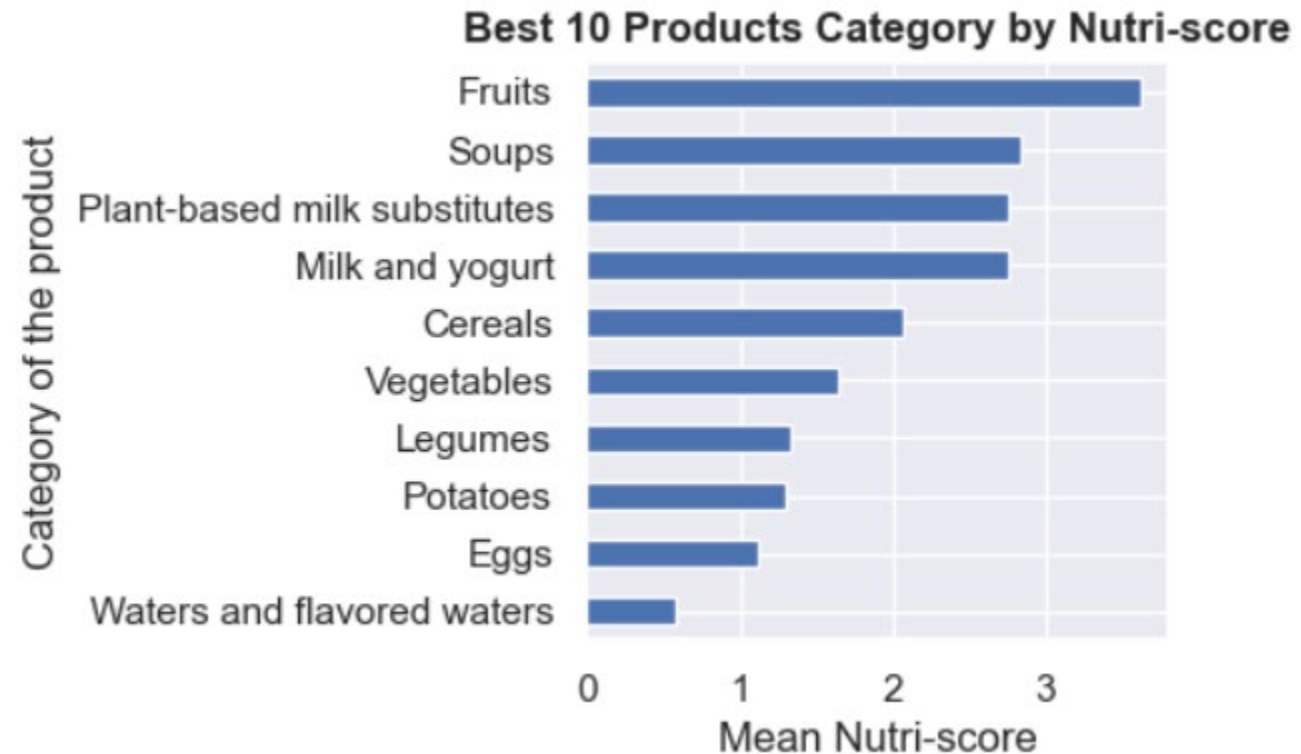 Best 10 Products Category by Nutri-score
Category of the product
Fruits
Soups
Plant-based milk substitutes
Milk and yogurt
Cereals
Vegetables
Legumes
Potatoes
Eggs
Waters and flavored waters
0 1 2 3
Mean Nutri-score